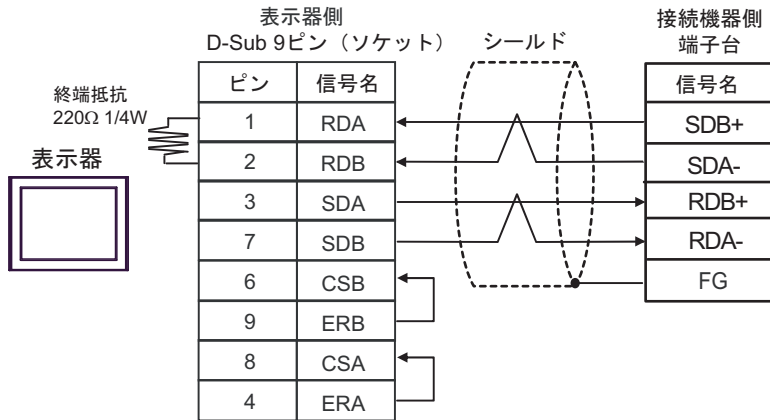 表示器側
D-Sub 9ピン（ソケット）
シールド
接続機器側
端子台
終端抵抗
220Ω 1/4W
表示器
ピン 信号名
1 RDA
2 RDB
3 SDA
7 SDB
6 CSB
9 ERB
8 CSA
4 ERA
信号名
SDB+
SDA-
RDB+
RDA-
FG